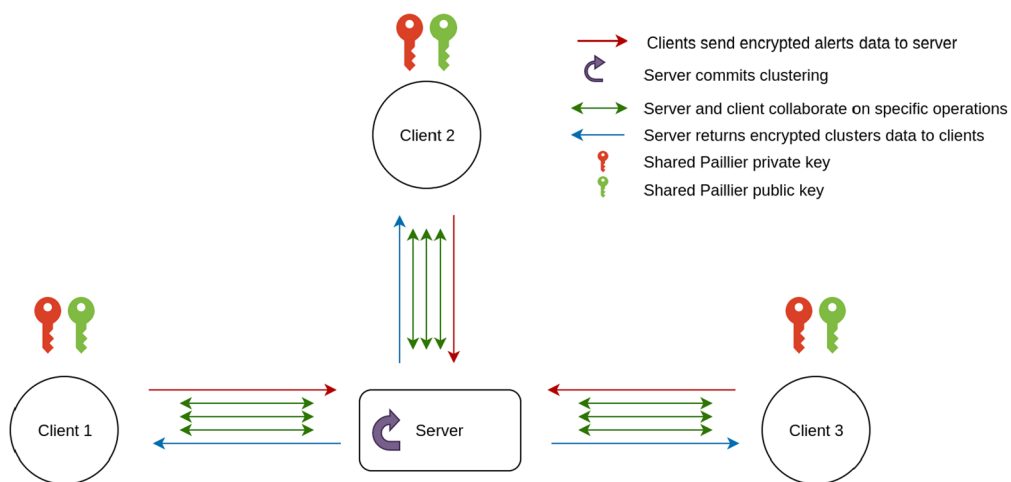 Clients send encrypted alerts data to server
Server commits clustering
Client 2
Server and client collaborate on specific operations
Server returns encrypted clusters data to clients
Shared Paillier private key
Shared Paillier public key
Client 1
Server
Client 3